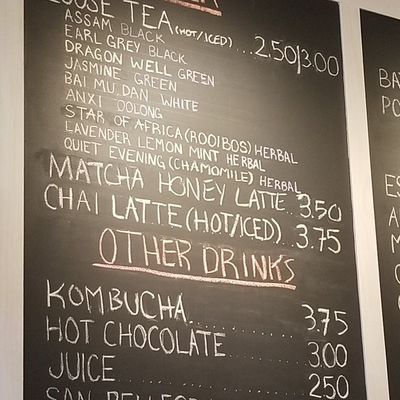 LOOSE TEA (HOT/ICED)....2.50|3.00
ASSAM BLACK
EARL GREY BLACK
DRAGON WELL GREEN
JASMINE GREEN
BAI MU DAN WHITE
ANXI OOLONG
STAR OF AFRICA (ROOIBOS) HERBAL
LAVENDER LEMON MINT HERBAL
QUIET EVENING (CHAMOMILE) HERBAL
MATCHA HONEY LATTE..3.50
CHAI LATTE (HOT/ICED)...3.75
OTHER DRINKS
KOMBUCHA..........3.75
HOT CHOCOLATE.......3.00
JUICE..............2.50
SAN